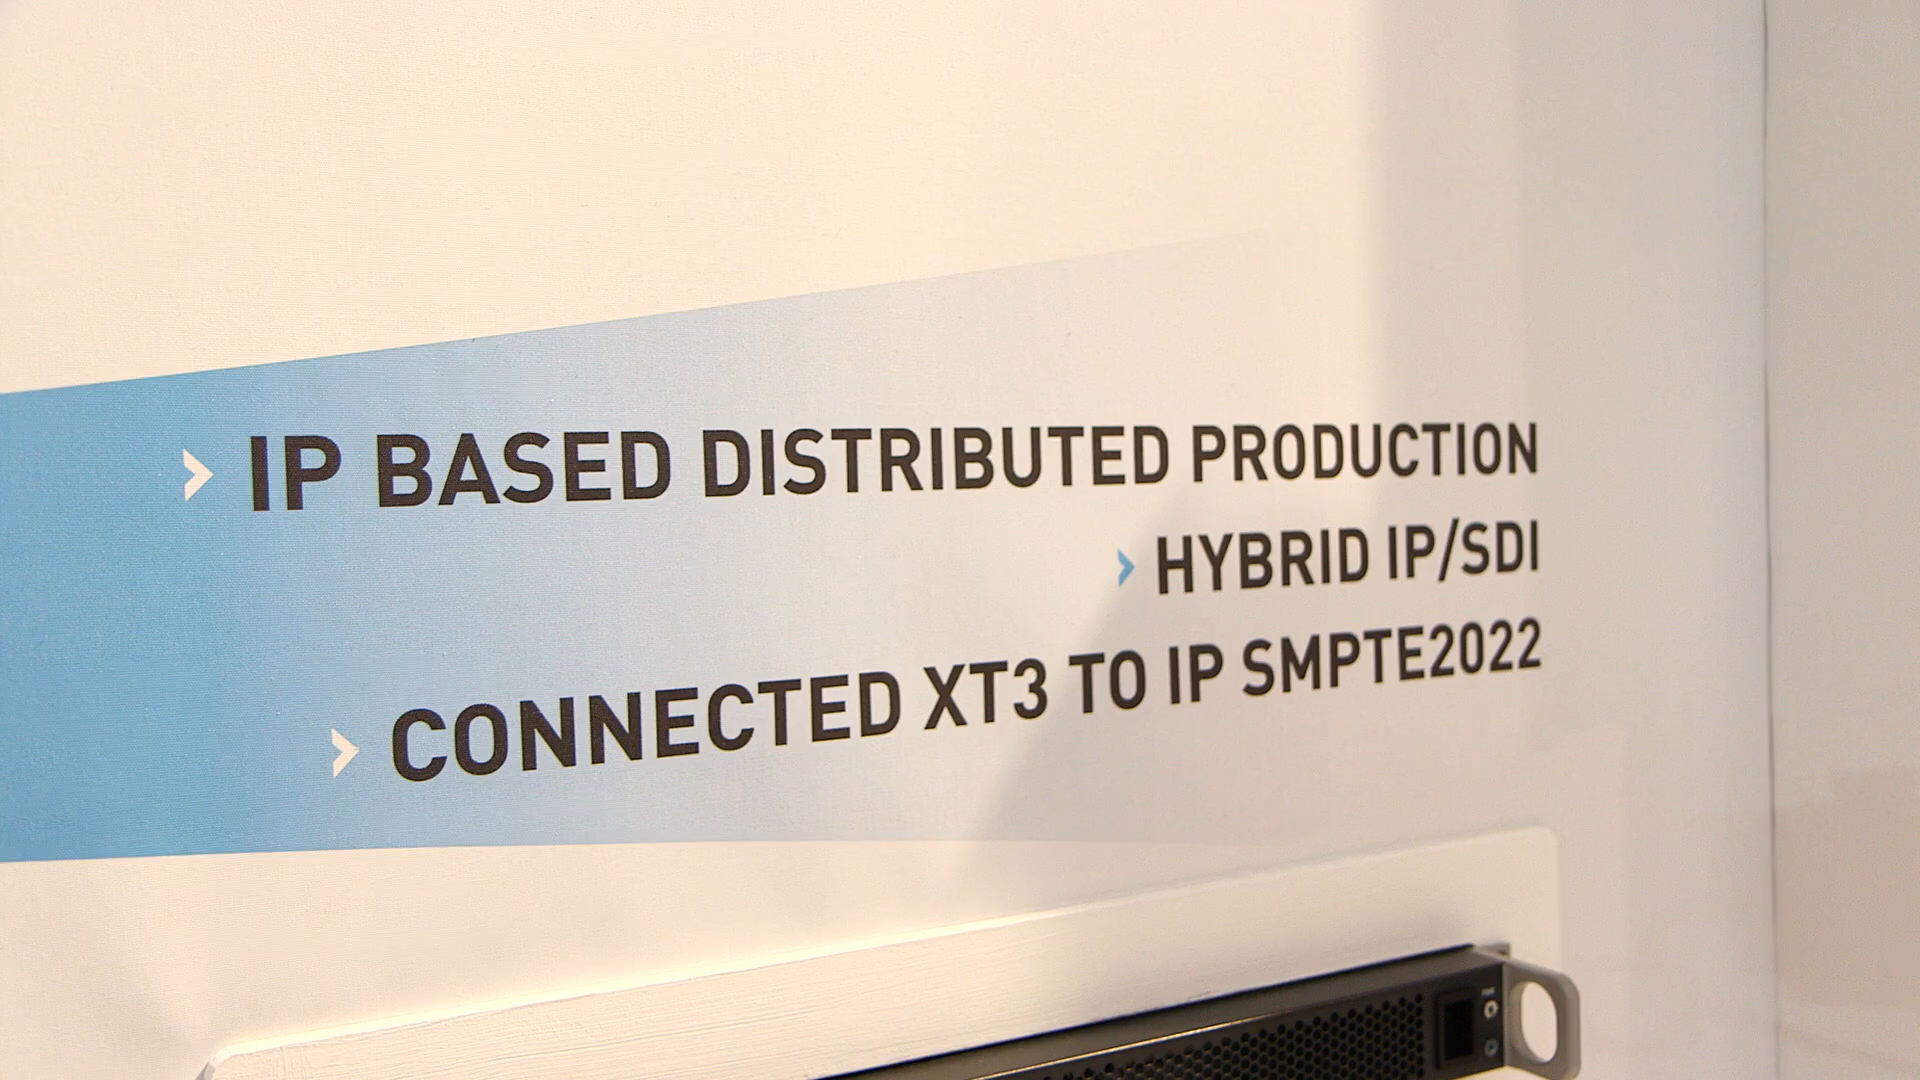 › IP BASED DISTRIBUTED PRODUCTION
› HYBRID IP/SDI
› CONNECTED XT3 TO IP SMPTE2022